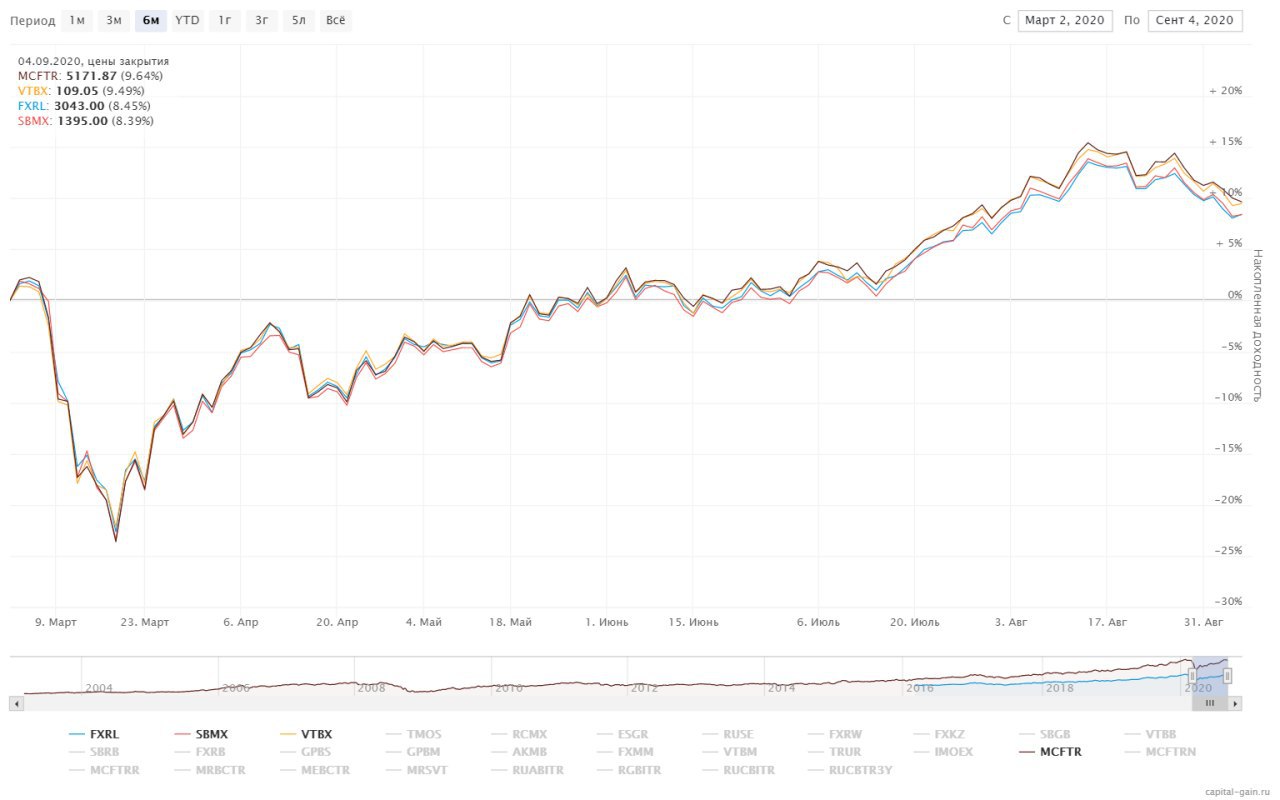 Период 1м 3м 6м YTD 1г 3г 5л Всё С Март 2, 2020 По Сент 4, 2020
04.09.2020, цены закрытия
MCFTR: 5171.87 (9.64%)
VTBX: 109.05 (9.49%)
FXRL: 3043.00 (8.45%)
SBMX: 1395.00 (8.39%)
+ 20%
+ 15%
+ 10%
+ 5%
0%
-5%
-10%
-15%
-20%
-25%
-30%
Накопленная доходность
9. Март 23. Март 6. Апр 20. Апр 4. Май 18. Май 1. Июнь 15. Июнь 6. Июль 20. Июль 3. Авг 17. Авг 31. Авг
2004 2006 2008 2010 2012 2014 2016 2018 2020
FXRL SBMX VTBX TMOS RCMX ESGR RUSE FXRW FXKZ SBGB VTBB
SBRB FXRB GPBS GPBM AKMB FXMM VTBM TRUR IMOEX MCFTR MCFTRN
MCFTRR MRBCTR MEBCTR MRSVT RUABITR RGBITR RUCBITR RUCBTR3Y
capital-gain.ru